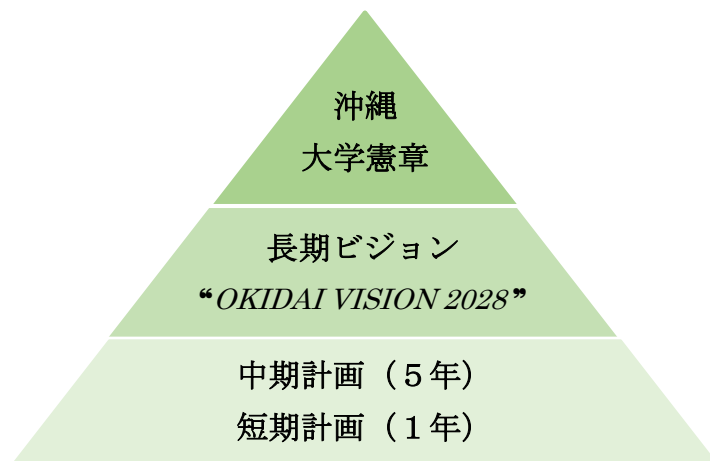 沖縄
大学憲章
長期ビジョン
❝OKIDAI VISION 2028❞
中期計画（５年）
短期計画（１年）